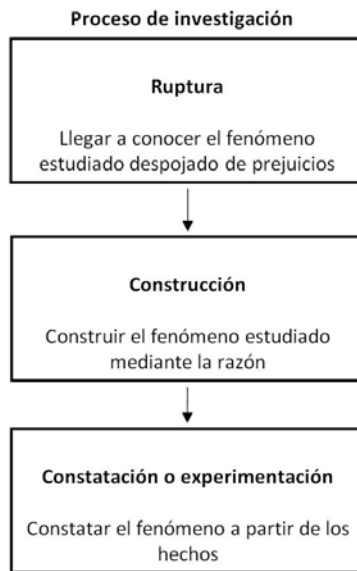 Proceso de investigación
Ruptura
Llegar a conocer el fenómeno
estudiado despojado de prejuicios
Construcción
Construir el fenómeno estudiado
mediante la razón
Constatación o experimentación
Constatar el fenómeno a partir de los
hechos